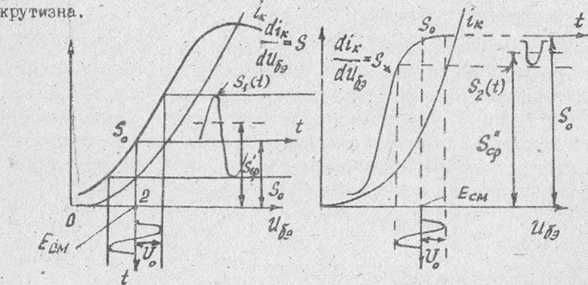 крутизна.
iк
diк/dUбэ = S
S₁(t)
S₀
t
S'ср
S₀
0
2
Uбэ
Eсм
U₀
t
t
S₀
iк
diк/dUбэ = S
S₂(t)
S"ср
S₀
Eсм
Uбэ
U₀